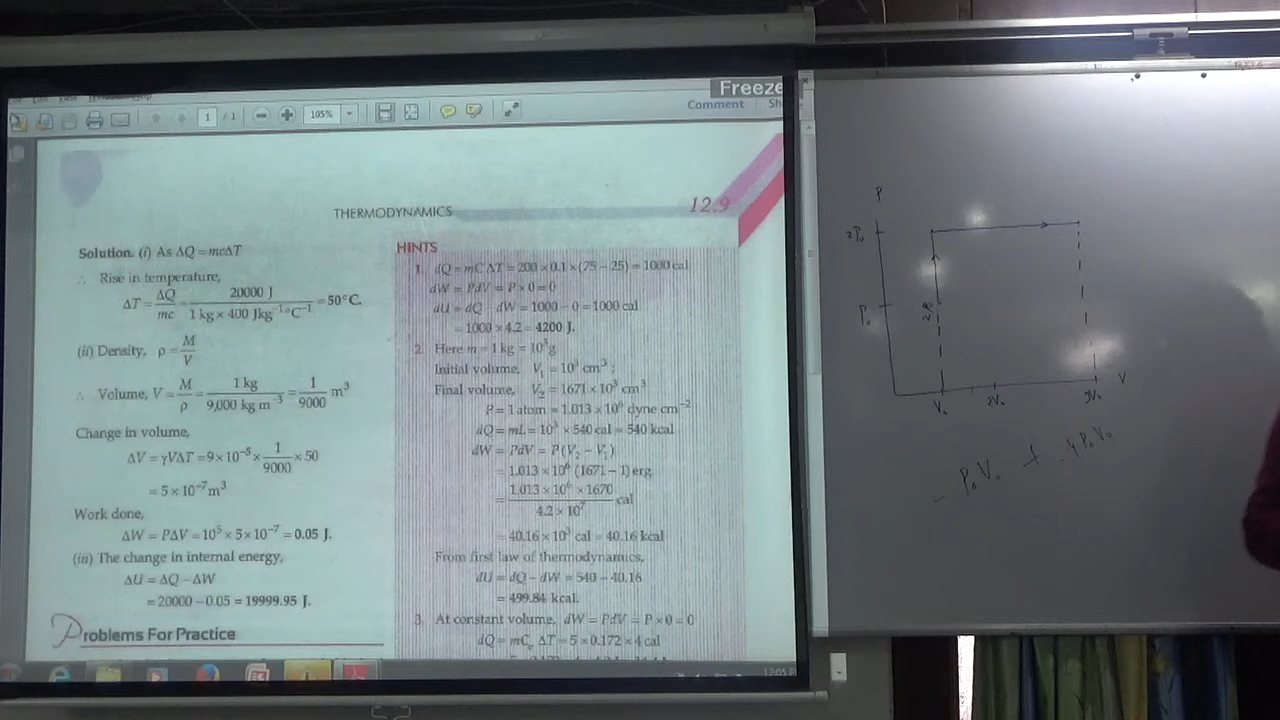 Freeze
Comment
1 / 1
105%
THERMODYNAMICS
12.9
Solution. (i) As ΔQ = mcΔT
∴ Rise in temperature,
ΔT = ΔQ/mc = 20000 J / 1 kg × 400 Jkg⁻¹°C⁻¹ = 50°C.
(ii) Density, ρ = M/V
∴ Volume, V = M/ρ = 1 kg / 9,000 kg m⁻³ = 1/9000 m³
Change in volume,
ΔV = γVΔT = 9×10⁻⁵ × 1/9000 × 50
= 5×10⁻⁷ m³
Work done,
ΔW = PΔV = 10⁵ × 5×10⁻⁷ = 0.05 J.
(iii) The change in internal energy,
ΔU = ΔQ – ΔW
= 20000 – 0.05 = 19999.95 J.
Problems For Practice
HINTS
1. dQ = mC ΔT = 200 × 0.1 × (75 – 25) = 1000 cal
dW = PdV = P × 0 = 0
dU = dQ dW = 1000 – 0 = 1000 cal
= 1000 × 4.2 = 4200 J.
2. Here m = 1 kg = 10³ g
Initial volume, V₁ = 10³ cm³ ;
Final volume, V₂ = 1671 × 10³ cm³
P = 1 atom = 1.013 × 10⁶ dyne cm⁻²
dQ = mL = 10³ × 540 cal = 540 kcal
dW = PdV = P(V₂ – V₁)
= 1.013 × 10⁶ (1671 – 1) erg
= 1.013 × 10⁶ × 1670 / 4.2 × 10⁷ cal
= 40.16 × 10³ cal = 40.16 kcal
From first law of thermodynamics,
dU = dQ – dW = 540 – 40.16
= 499.84 kcal.
3. At constant volume, dW = PdV = P × 0 = 0
dQ = mCᵥ ΔT = 5 × 0.172 × 4 cal
12:05 P
P
2P₀
P₀
2P₀
V₀
2V₀
3V₀
V
– P₀V₀ + 4P₀V₀